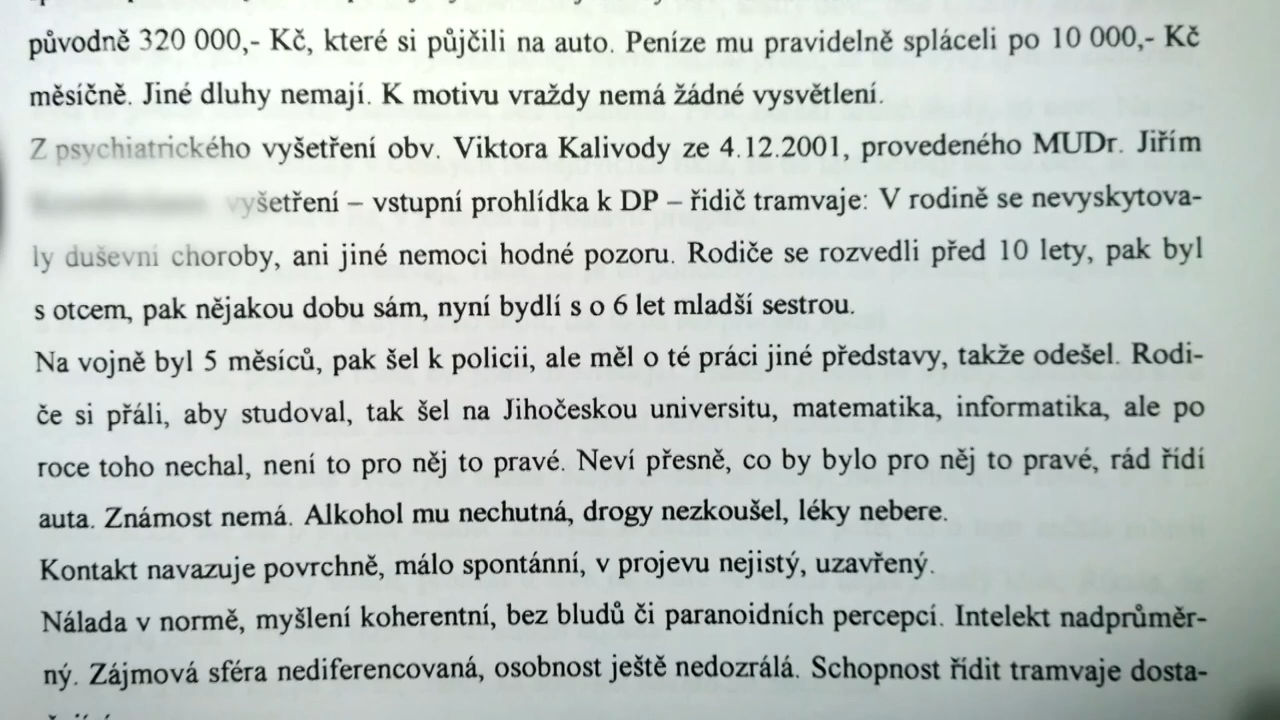 původně 320 000,- Kč, které si půjčili na auto. Peníze mu pravidelně spláceli po 10 000,- Kč
měsíčně. Jiné dluhy nemají. K motivu vraždy nemá žádné vysvětlení.
Z psychiatrického vyšetření obv. Viktora Kalivody ze 4.12.2001, provedeného MUDr. Jiřím
vyšetření – vstupní prohlídka k DP – řidič tramvaje: V rodině se nevyskytova-
ly duševní choroby, ani jiné nemoci hodné pozoru. Rodiče se rozvedli před 10 lety, pak byl
s otcem, pak nějakou dobu sám, nyní bydlí s o 6 let mladší sestrou.
Na vojně byl 5 měsíců, pak šel k policii, ale měl o té práci jiné představy, takže odešel. Rodi-
če si přáli, aby studoval, tak šel na Jihočeskou universitu, matematika, informatika, ale po
roce toho nechal, není to pro něj to pravé. Neví přesně, co by bylo pro něj to pravé, rád řídí
auta. Známost nemá. Alkohol mu nechutná, drogy nezkoušel, léky nebere.
Kontakt navazuje povrchně, málo spontánní, v projevu nejistý, uzavřený.
Nálada v normě, myšlení koherentní, bez bludů či paranoidních percepcí. Intelekt nadprůměr-
ný. Zájmová sféra nediferencovaná, osobnost ještě nedozrálá. Schopnost řídit tramvaje dosta-